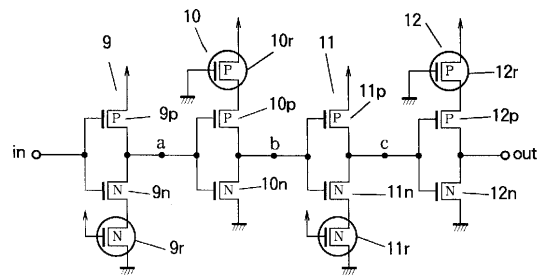 9 10 11 12
10r 12r
P P
P 9p P 10p P 11p P 12p
in a b c out
N 9n N 10n N 11n N 12n
N 9r N 11r